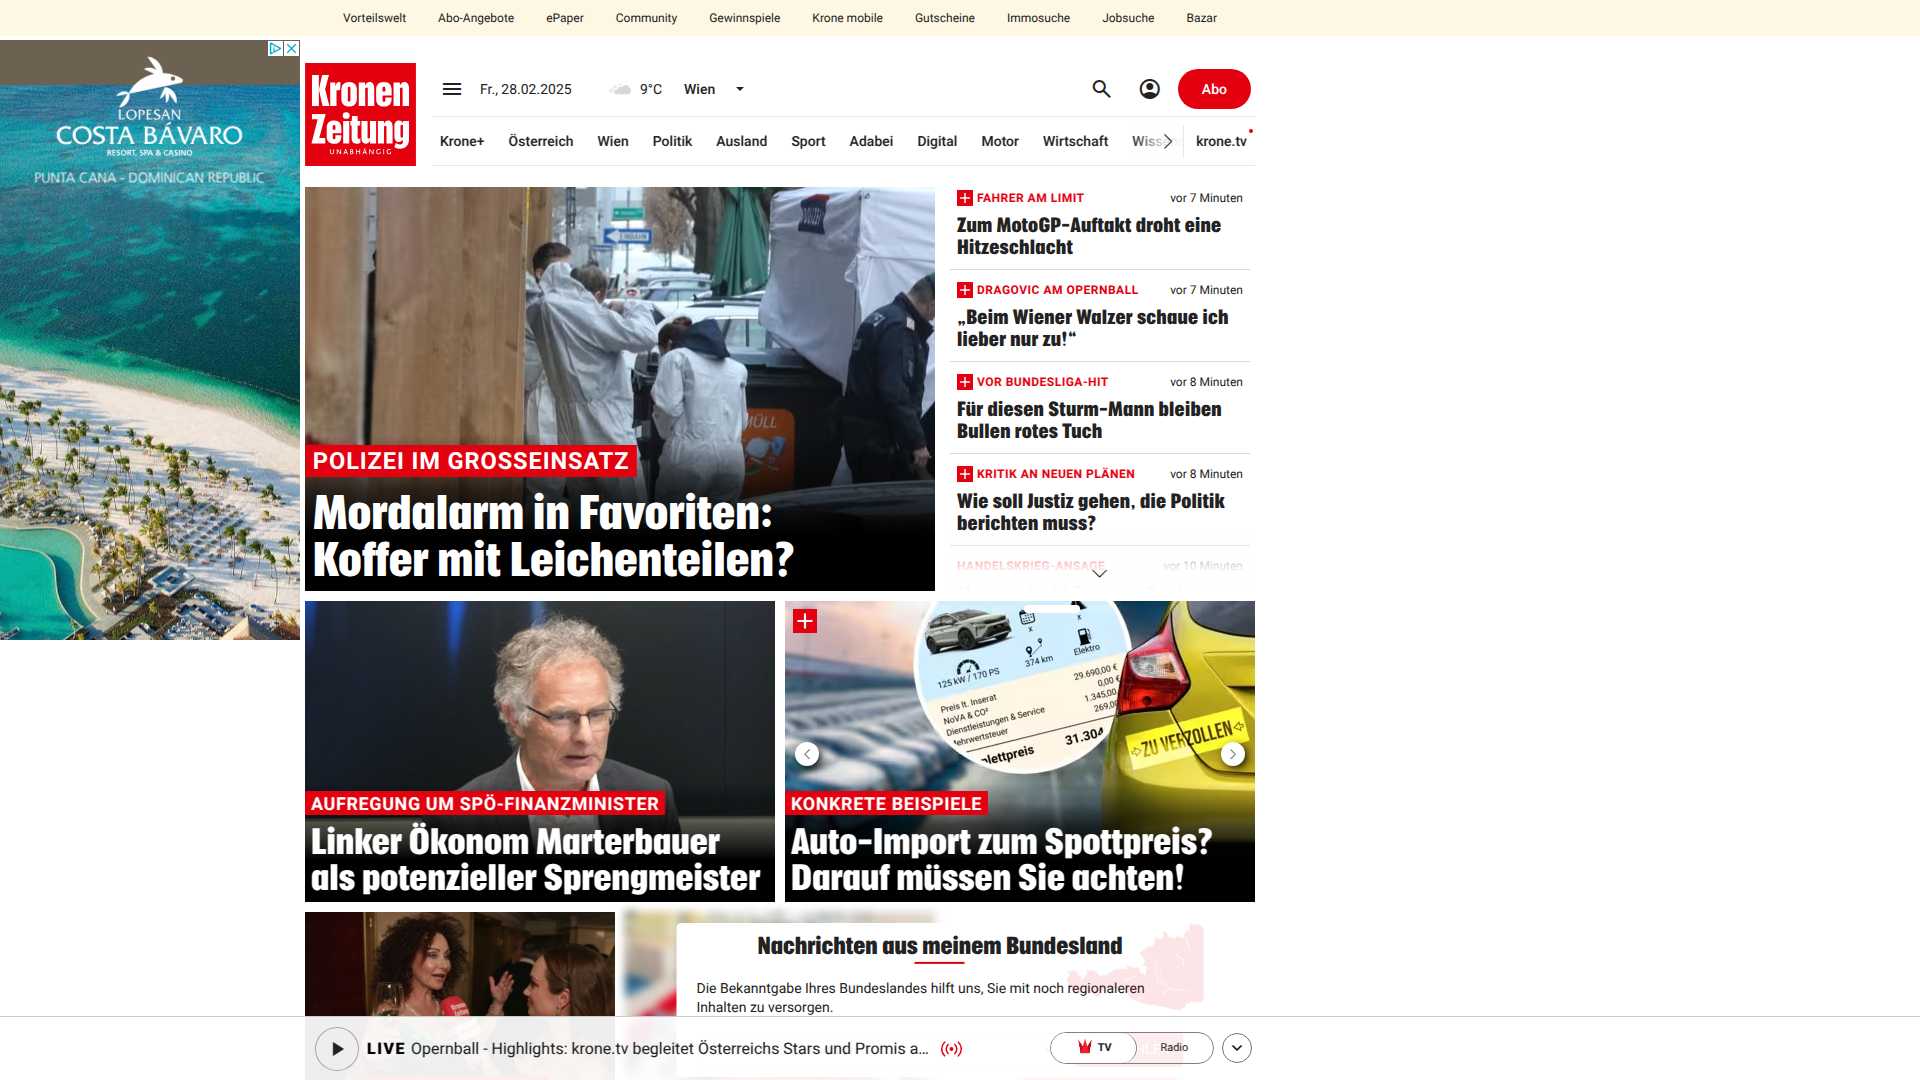 Vorteilswelt
Abo-Angebote
ePaper
Community
Gewinnspiele
Krone mobile
Gutscheine
Immosuche
Jobsuche
Bazar
LOPESAN
COSTA BÁVARO
RESORT, SPA & CASINO
PUNTA CANA - DOMINICAN REPUBLIC
Kronen
Zeitung
UNABHÄNGIG
Fr., 28.02.2025
9°C
Wien
Abo
Krone+
Österreich
Wien
Politik
Ausland
Sport
Adabei
Digital
Motor
Wirtschaft
krone.tv
POLIZEI
EINBAHN
MÜLL
POLIZEI IM GROSSEINSATZ
Mordalarm in Favoriten:
Koffer mit Leichenteilen?
FAHRER AM LIMIT
vor 7 Minuten
Zum MotoGP-Auftakt droht eine
Hitzeschlacht
DRAGOVIC AM OPERNBALL
vor 7 Minuten
„Beim Wiener Walzer schaue ich
lieber nur zu!“
VOR BUNDESLIGA-HIT
vor 8 Minuten
Für diesen Sturm-Mann bleiben
Bullen rotes Tuch
KRITIK AN NEUEN PLÄNEN
vor 8 Minuten
Wie soll Justiz gehen, die Politik
berichten muss?
HANDELSKRIEG-ANSAGE
vor 10 Minuten
AUFREGUNG UM SPÖ-FINANZMINISTER
Linker Ökonom Marterbauer
als potenzieller Sprengmeister
x
x
125 kW / 170 PS
374 km
Elektro
Preis lt. Inserat
29.690,00 €
NoVA & CO²
0,00 €
Dienstleistungen & Service
1.345,00
269,00
31.304
ZU VERZOLLEN
KONKRETE BEISPIELE
Auto-Import zum Spottpreis?
Darauf müssen Sie achten!
Kronen
Zeitung
Nachrichten aus meinem Bundesland
Die Bekanntgabe Ihres Bundeslandes hilft uns, Sie mit noch regionaleren
Inhalten zu versorgen.
LIVE Opernball - Highlights: krone.tv begleitet Österreichs Stars und Promis a...
TV
Radio